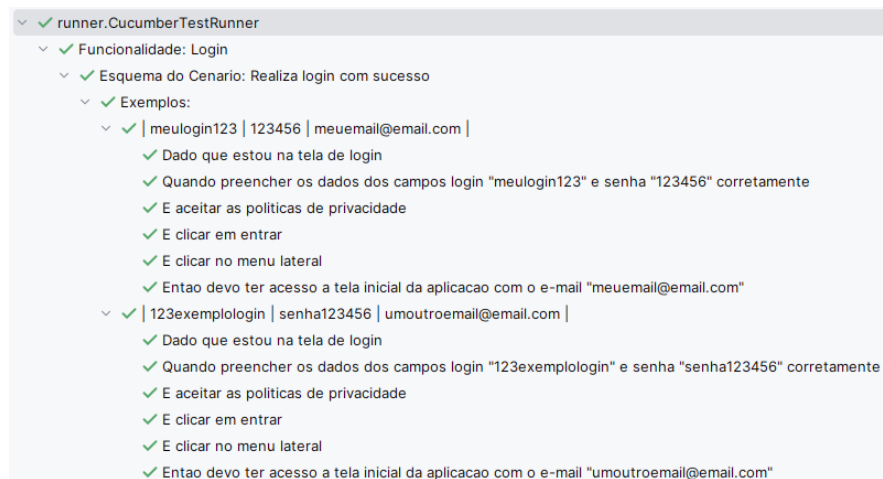 runner.CucumberTestRunner
Funcionalidade: Login
Esquema do Cenario: Realiza login com sucesso
Exemplos:
| meulogin123 | 123456 | meuemail@email.com |
Dado que estou na tela de login
Quando preencher os dados dos campos login "meulogin123" e senha "123456" corretamente
E aceitar as politicas de privacidade
E clicar em entrar
E clicar no menu lateral
Entao devo ter acesso a tela inicial da aplicacao com o e-mail "meuemail@email.com"
| 123exemplologin | senha123456 | umoutroemail@email.com |
Dado que estou na tela de login
Quando preencher os dados dos campos login "123exemplologin" e senha "senha123456" corretamente
E aceitar as politicas de privacidade
E clicar em entrar
E clicar no menu lateral
Entao devo ter acesso a tela inicial da aplicacao com o e-mail "umoutroemail@email.com"